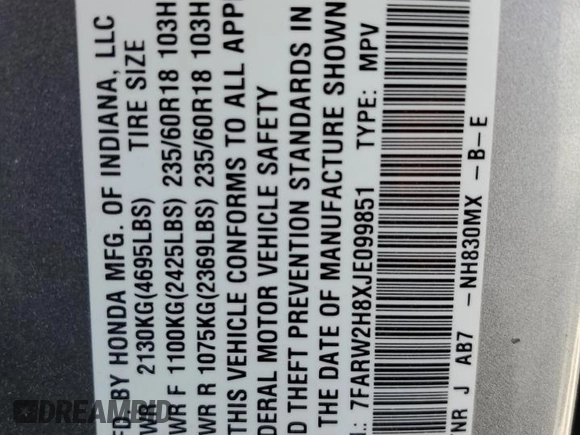 FD. BY HONDA MFG. OF INDIANA, LLC
WR 2130KG(4695LBS) TIRE SIZE
WR F 1100KG(2425LBS) 235/60R18 103H
WR R 1075KG(2369LBS) 235/60R18 103H
THIS VEHICLE CONFORMS TO ALL APP
DERAL MOTOR VEHICLE SAFETY
D THEFT PREVENTION STANDARDS IN
THE DATE OF MANUFACTURE SHOWN
.: 7FARW2H8XJE099851 TYPE: MPV
NR J AB7 -NH830MX -B-E
DREAMBID